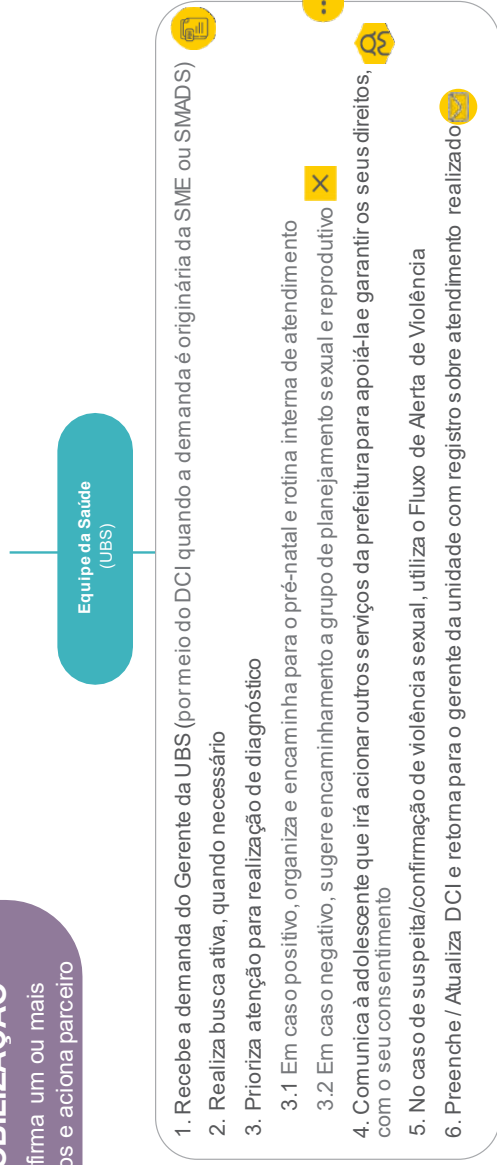 OBILIZAÇÃO
firma um ou mais
os e aciona parceiro
Equipe da Saúde
(UBS)
1. Recebe a demanda do Gerente da UBS (por meio do DCI quando a demanda é originária da SME ou SMADS)
2. Realiza busca ativa, quando necessário
3. Prioriza atenção para realização de diagnóstico
3.1 Em caso positivo, organiza e encaminha para o pré-natal e rotina interna de atendimento
3.2 Em caso negativo, sugere encaminhamento a grupo de planejamento sexual e reprodutivo
4. Comunica à adolescente que irá acionar outros serviços da prefeitura para apoiá-la e garantir os seus direitos,
com o seu consentimento
5. No caso de suspeita/confirmação de violência sexual, utiliza o Fluxo de Alerta de Violência
6. Preenche / Atualiza DCI e retorna para o gerente da unidade com registro sobre atendimento realizado